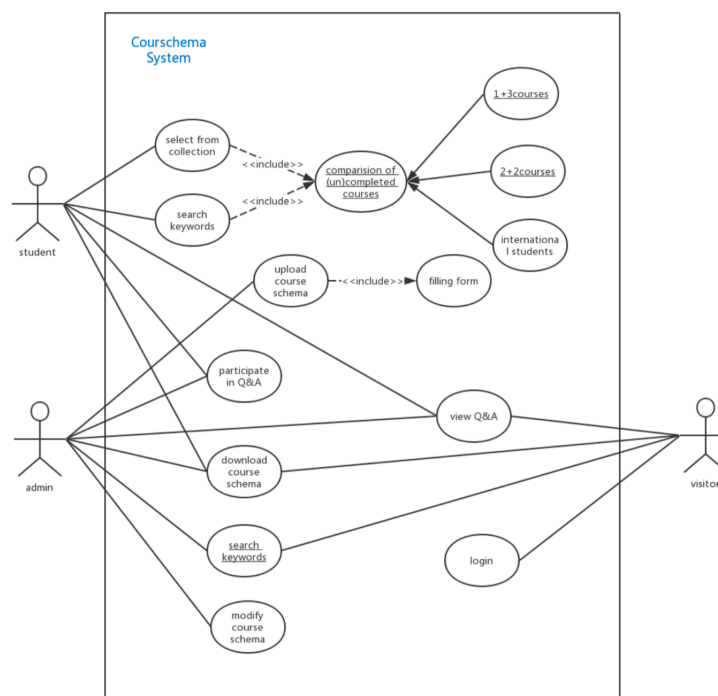 Courschema
System
1+3courses
select from
collection
<<include>>
comparision of
(un)completed
courses
2+2courses
<<include>>
search
keywords
student
internationa
l students
upload
course
schema
<<include>>
filling form
participate
in Q&A
view Q&A
admin
download
course
schema
visitor
search
keywords
login
modify
course
schema